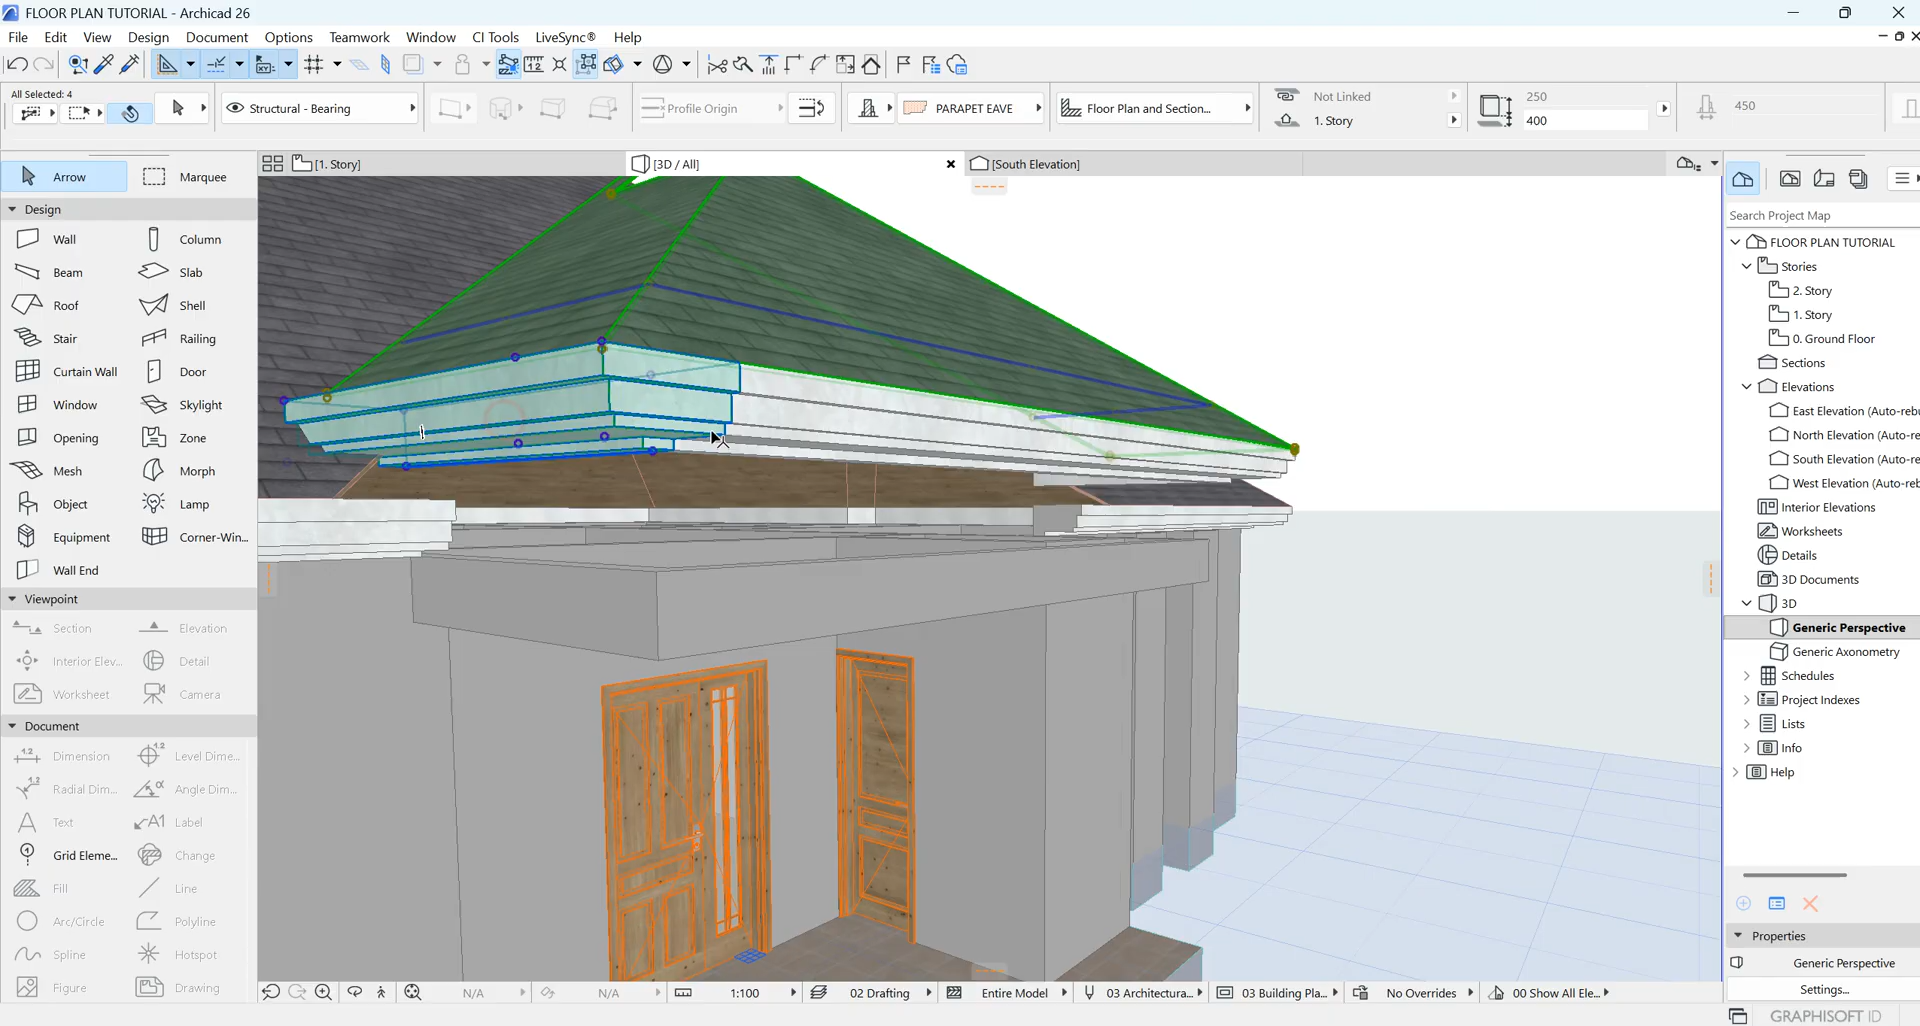 FLOOR PLAN TUTORIAL - Archicad 26
File Edit View Design Document Options Teamwork Window CI Tools LiveSync® Help
All Selected: 4
Structural - Bearing
Profile Origin
PARAPET EAVE
Floor Plan and Section...
Not Linked
1. Story
250
400
450
Arrow
Marquee
[1. Story]
[3D / All]
[South Elevation]
Design
Wall
Column
Beam
Slab
Roof
Shell
Stair
Railing
Curtain Wall
Door
Window
Skylight
Opening
Zone
Mesh
Morph
Object
Lamp
Equipment
Corner-Win...
Wall End
Viewpoint
Section
Elevation
Interior Elev...
Detail
Worksheet
Camera
Document
Dimension
Level Dime...
Radial Dim...
Angle Dim...
Text
Label
Grid Eleme...
Change
Fill
Line
Arc/Circle
Polyline
Spline
Hotspot
Figure
Drawing
Search Project Map
FLOOR PLAN TUTORIAL
Stories
2. Story
1. Story
0. Ground Floor
Sections
Elevations
East Elevation (Auto-rebu
North Elevation (Auto-re
South Elevation (Auto-re
West Elevation (Auto-reb
Interior Elevations
Worksheets
Details
3D Documents
3D
Generic Perspective
Generic Axonometry
Schedules
Project Indexes
Lists
Info
Help
Properties
Generic Perspective
Settings...
N/A
N/A
1:100
02 Drafting
Entire Model
03 Architectura...
03 Building Pla...
No Overrides
00 Show All Ele...
GRAPHISOFT ID